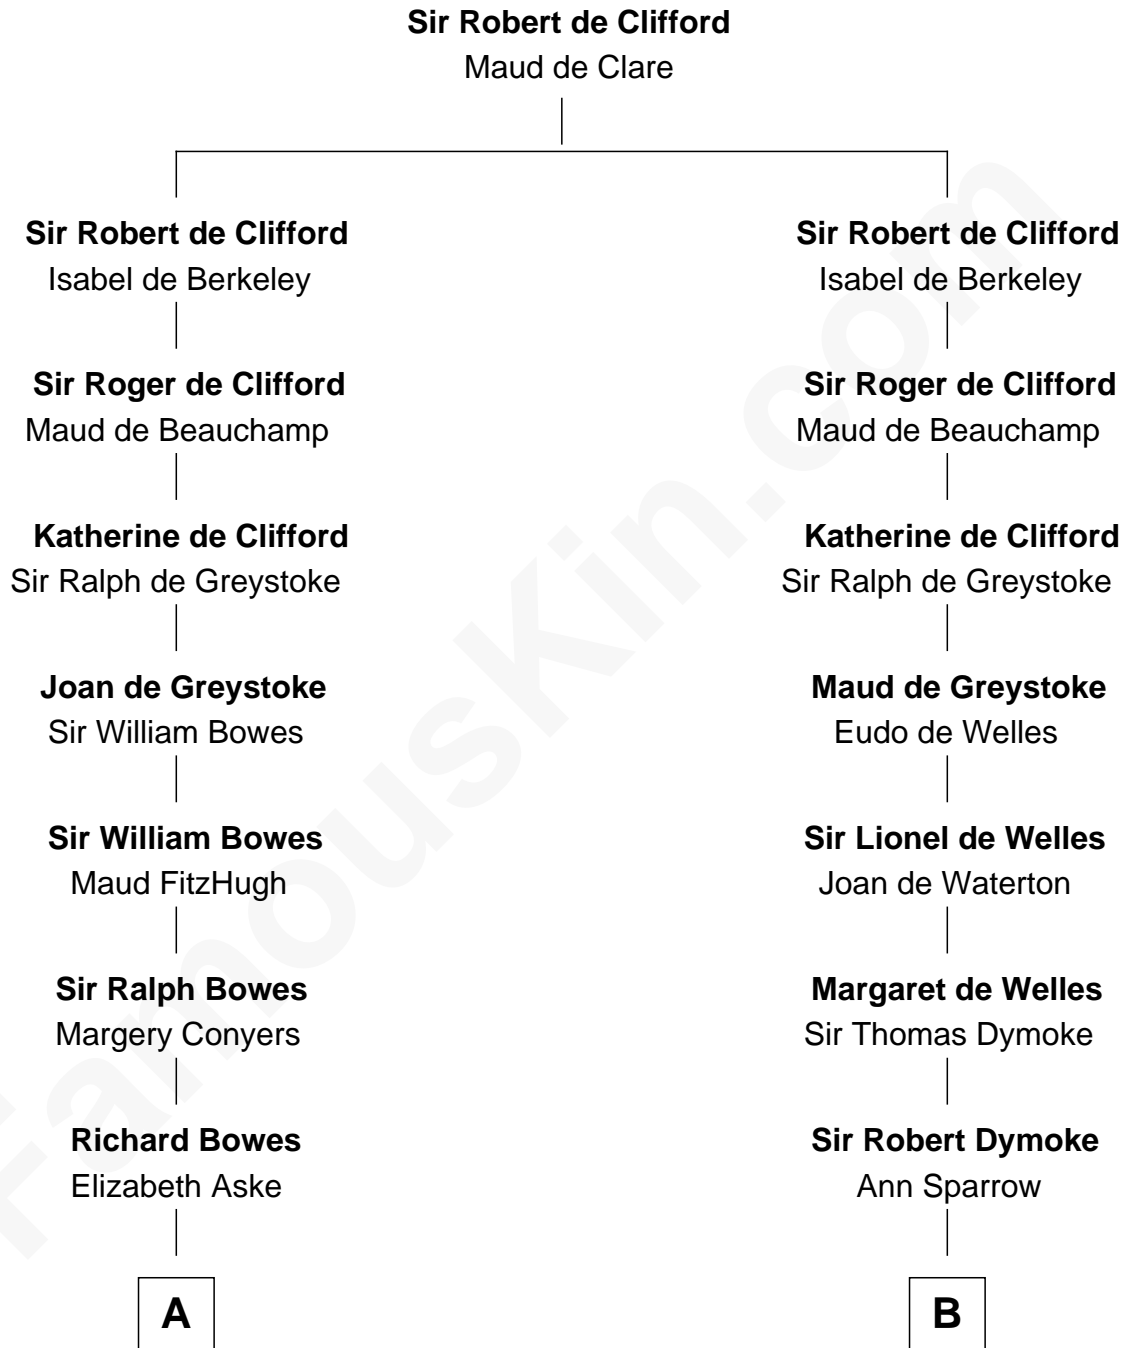 Sir Robert de Clifford
Maud de Clare
Sir Robert de Clifford
Isabel de Berkeley
Sir Roger de Clifford
Maud de Beauchamp
Katherine de Clifford
Sir Ralph de Greystoke
Joan de Greystoke
Sir William Bowes
Sir William Bowes
Maud FitzHugh
Sir Ralph Bowes
Margery Conyers
Richard Bowes
Elizabeth Aske
A
Sir Robert de Clifford
Isabel de Berkeley
Sir Roger de Clifford
Maud de Beauchamp
Katherine de Clifford
Sir Ralph de Greystoke
Maud de Greystoke
Eudo de Welles
Sir Lionel de Welles
Joan de Waterton
Margaret de Welles
Sir Thomas Dymoke
Sir Robert Dymoke
Ann Sparrow
B
FamousKin.com